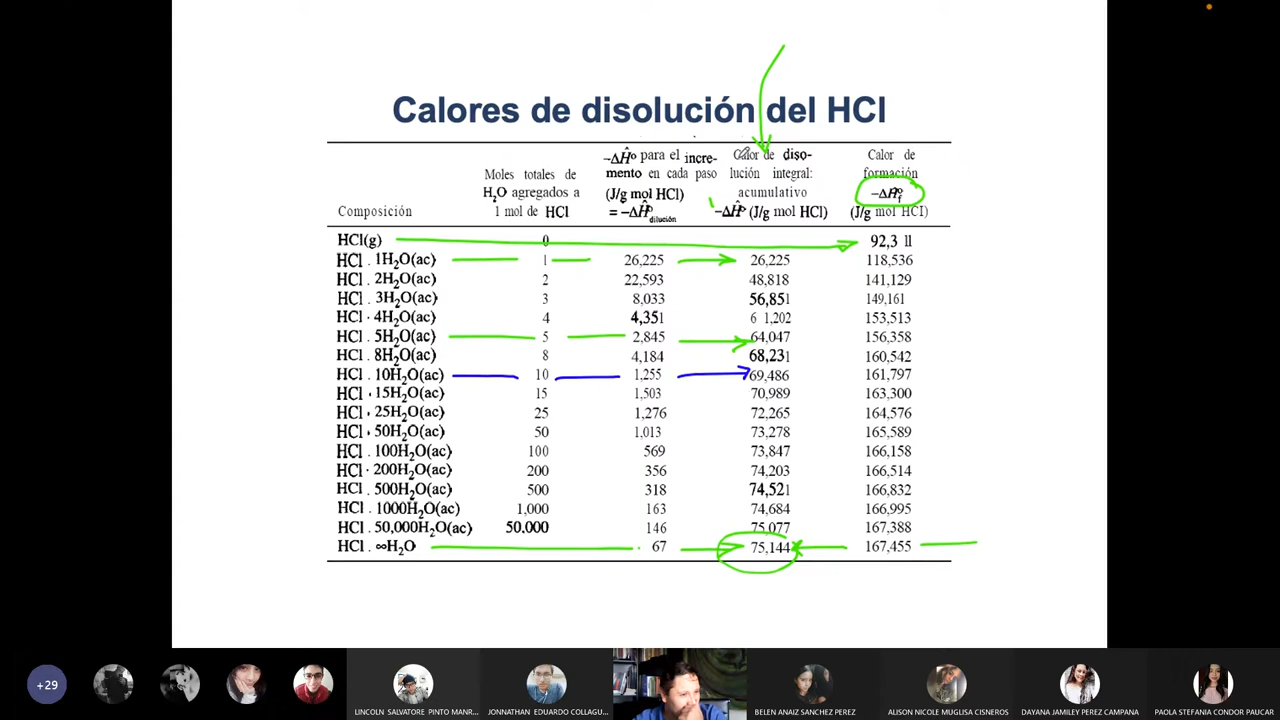 Calores de disolución del HCl
Composición
Moles totales de
H₂O agregados a
1 mol de HCl
-ΔĤ° para el incre-
mento en cada paso
(J/g mol HCl)
= -ΔĤ°dilución
Calor de diso-
lución integral:
acumulativo
-ΔĤ° (J/g mol HCl)
Calor de
formación
-ΔĤ°f
(J/g mol HCl)
HCl(g) 0 92,3 11
HCl . 1H₂O(ac) 1 26,225 26,225 118,536
HCl . 2H₂O(ac) 2 22,593 48,818 141,129
HCl . 3H₂O(ac) 3 8,033 56,851 149,161
HCl · 4H₂O(ac) 4 4,351 6 1,202 153,513
HCl . 5H₂O(ac) 5 2,845 64,047 156,358
HCl . 8H₂O(ac) 8 4,184 68,231 160,542
HCl . 10H₂O(ac) 10 1,255 69,486 161,797
HCl · 15H₂O(ac) 15 1,503 70,989 163,300
HCl · 25H₂O(ac) 25 1,276 72,265 164,576
HCl · 50H₂O(ac) 50 1,013 73,278 165,589
HCl . 100H₂O(ac) 100 569 73,847 166,158
HCl · 200H₂O(ac) 200 356 74,203 166,514
HCl . 500H₂O(ac) 500 318 74,521 166,832
HCl . 1000H₂O(ac) 1,000 163 74,684 166,995
HCl . 50,000H₂O(ac) 50.000 146 75,077 167,388
HCl . ∞H₂O 67 75,144 167,455
+29
LINCOLN SALVATORE PINTO MANR...
JONNATHAN EDUARDO COLLAGU...
BELEN ANAIZ SANCHEZ PEREZ
ALISON NICOLE MUGLISA CISNEROS
DAYANA JAMILEY PEREZ CAMPANA
PAOLA STEFANIA CONDOR PAUCAR